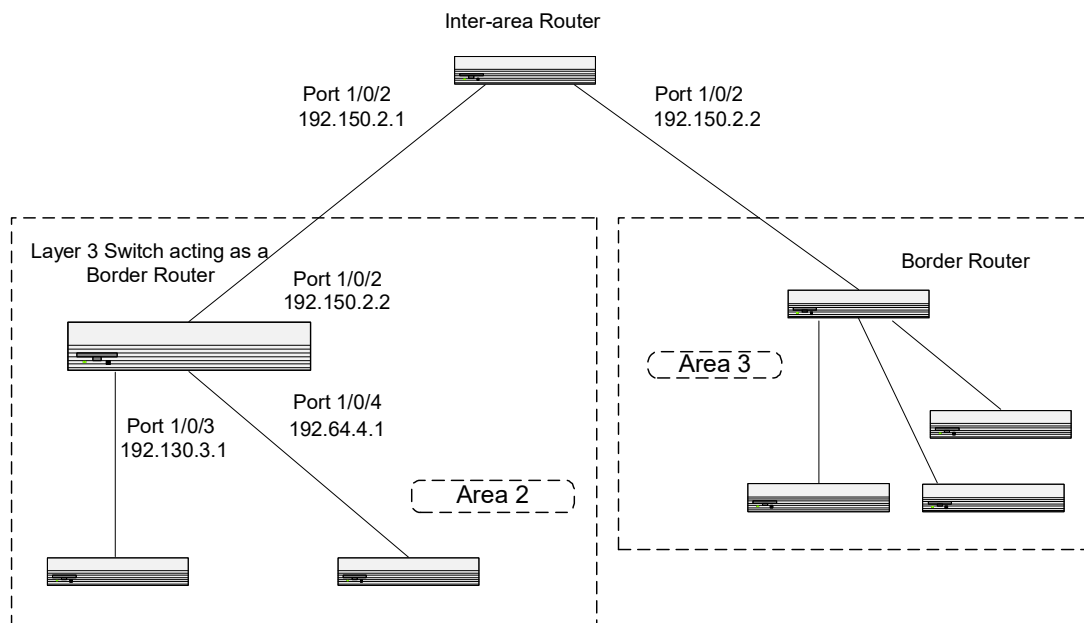 Inter-area Router
Port 1/0/2
192.150.2.1
Port 1/0/2
192.150.2.2
Layer 3 Switch acting as a
Border Router
Port 1/0/2
192.150.2.2
Border Router
Area 3
Port 1/0/3
192.130.3.1
Port 1/0/4
192.64.4.1
Area 2